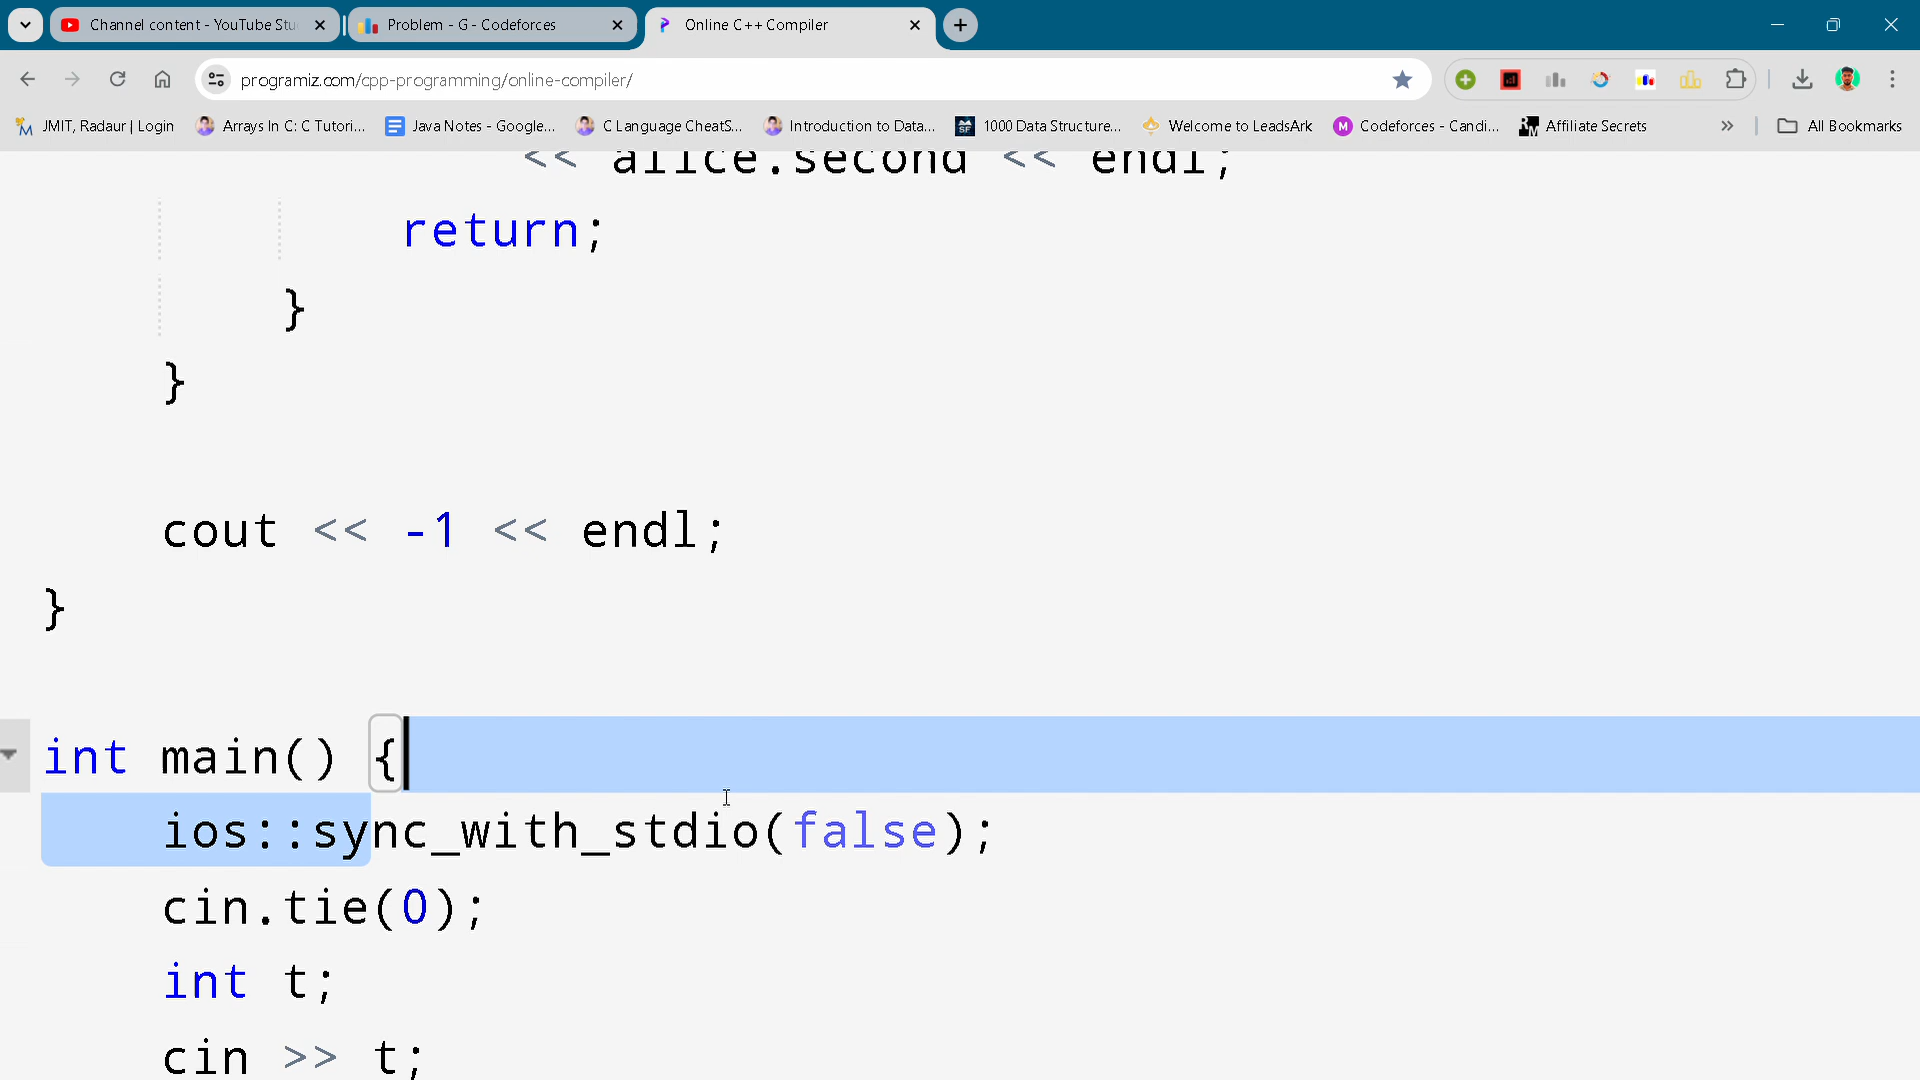 Channel content - YouTube Stu
Problem - G - Codeforces
Online C++ Compiler
programiz.com/cpp-programming/online-compiler/
JMIT, Radaur | Login
Arrays In C: C Tutori...
Java Notes - Google...
C Language CheatS...
Introduction to Data...
1000 Data Structure...
Welcome to LeadsArk
Codeforces - Candi...
Affiliate Secrets
All Bookmarks
<< alice.second << endl;
return;
}
}
cout << -1 << endl;
}
int main() {
ios::sync_with_stdio(false);
cin.tie(0);
int t;
cin >> t;